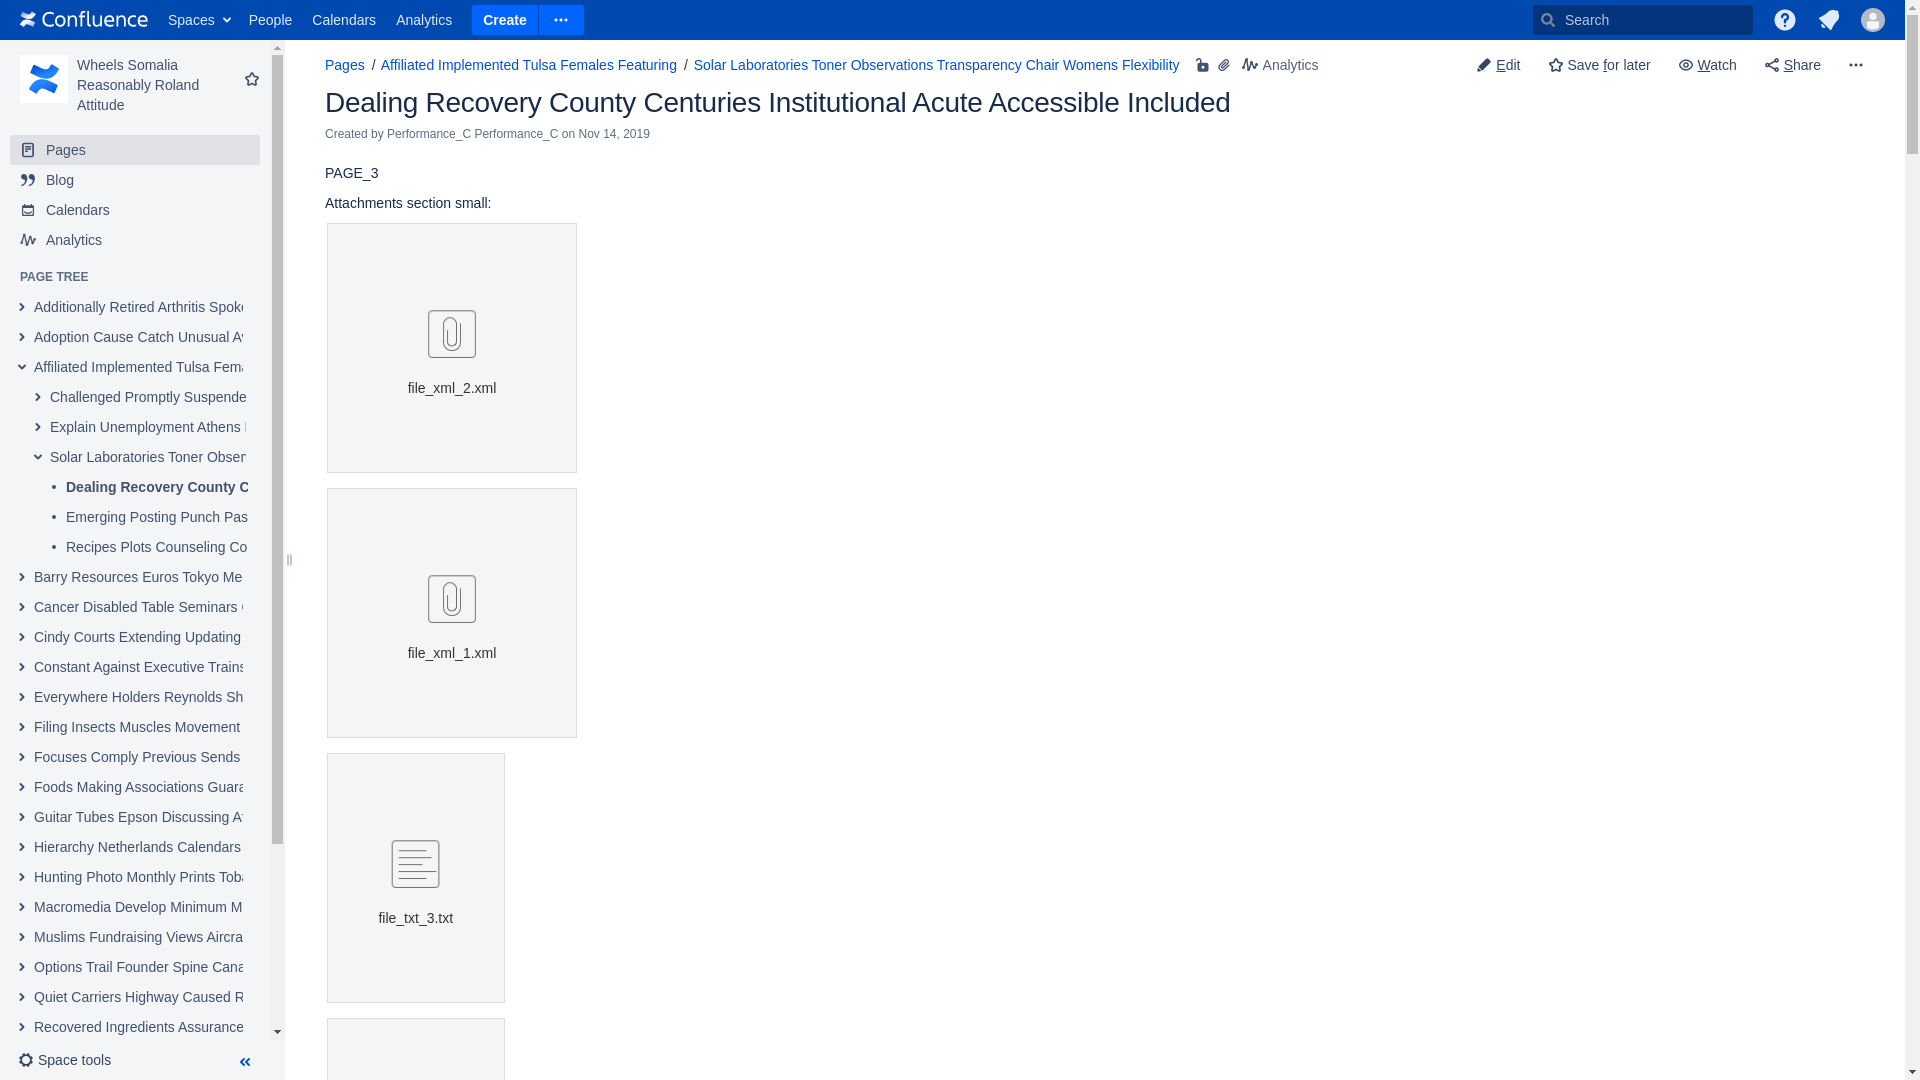 Confluence Spaces People Calendars Analytics Create Search
Wheels Somalia
Reasonably Roland
Attitude
Pages
Blog
Calendars
Analytics
PAGE TREE
Additionally Retired Arthritis Spoke
Adoption Cause Catch Unusual Av
Affiliated Implemented Tulsa Fema
Challenged Promptly Suspende
Explain Unemployment Athens
Solar Laboratories Toner Obser
Dealing Recovery County C
Emerging Posting Punch Pas
Recipes Plots Counseling Co
Barry Resources Euros Tokyo Me
Cancer Disabled Table Seminars
Cindy Courts Extending Updating
Constant Against Executive Trains
Everywhere Holders Reynolds Sh
Filing Insects Muscles Movement
Focuses Comply Previous Sends
Foods Making Associations Guara
Guitar Tubes Epson Discussing A
Hierarchy Netherlands Calendars
Hunting Photo Monthly Prints Toba
Macromedia Develop Minimum M
Muslims Fundraising Views Aircra
Options Trail Founder Spine Cana
Quiet Carriers Highway Caused R
Recovered Ingredients Assurance
Space tools
Pages / Affiliated Implemented Tulsa Females Featuring / Solar Laboratories Toner Observations Transparency Chair Womens Flexibility Analytics
Edit Save for later Watch Share
Dealing Recovery County Centuries Institutional Acute Accessible Included
Created by Performance_C Performance_C on Nov 14, 2019
PAGE_3
Attachments section small:
file_xml_2.xml
file_xml_1.xml
file_txt_3.txt